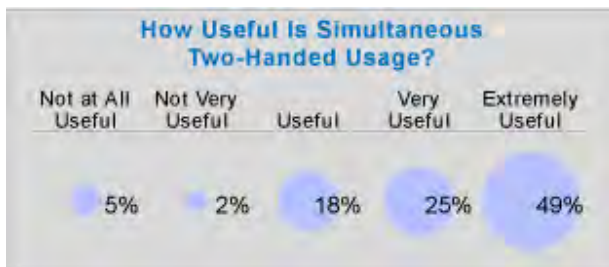 How Useful Is Simultaneous
Two-Handed Usage?
Not at All Useful
Not Very Useful
Useful
Very Useful
Extremely Useful
5%
2%
18%
25%
49%